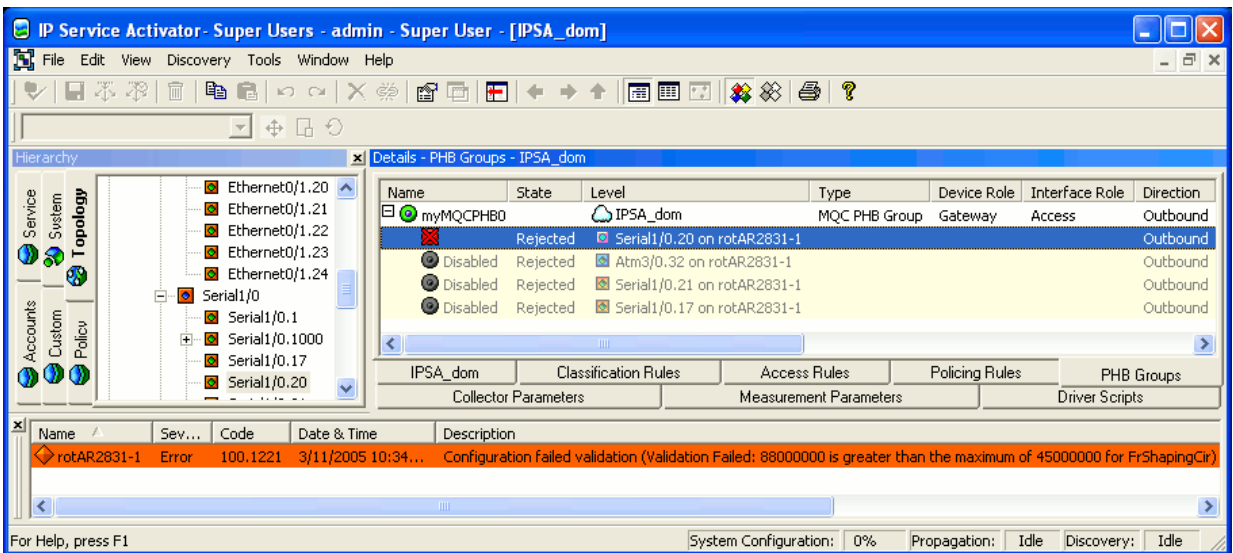 IP Service Activator- Super Users - admin - Super User - [IPSA_dom]
File Edit View Discovery Tools Window Help
Hierarchy
Service
System
Topology
Accounts
Custom
Policy
Ethernet0/1.20
Ethernet0/1.21
Ethernet0/1.22
Ethernet0/1.23
Ethernet0/1.24
Serial1/0
Serial1/0.1
Serial1/0.1000
Serial1/0.17
Serial1/0.20
Details - PHB Groups - IPSA_dom
Name State Level Type Device Role Interface Role Direction
myMQCPHB0 IPSA_dom MQC PHB Group Gateway Access Outbound
Rejected Serial1/0.20 on rotAR2831-1 Outbound
Disabled Rejected Atm3/0.32 on rotAR2831-1 Outbound
Disabled Rejected Serial1/0.21 on rotAR2831-1 Outbound
Disabled Rejected Serial1/0.17 on rotAR2831-1 Outbound
IPSA_dom Classification Rules Access Rules Policing Rules PHB Groups
Collector Parameters Measurement Parameters Driver Scripts
Name Sev... Code Date & Time Description
rotAR2831-1 Error 100.1221 3/11/2005 10:34... Configuration failed validation (Validation Failed: 88000000 is greater than the maximum of 45000000 for FrShapingCir)
For Help, press F1 System Configuration: 0% Propagation: Idle Discovery: Idle